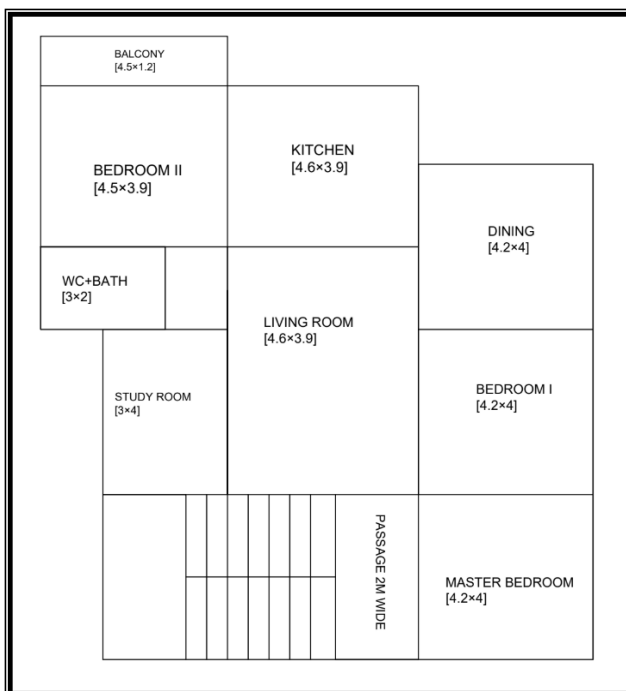 BALCONY
[4.5×1.2]
KITCHEN
[4.6×3.9]
BEDROOM II
[4.5×3.9]
DINING
[4.2×4]
WC+BATH
[3×2]
LIVING ROOM
[4.6×3.9]
STUDY ROOM
[3×4]
BEDROOM I
[4.2×4]
PASSAGE 2M WIDE
MASTER BEDROOM
[4.2×4]